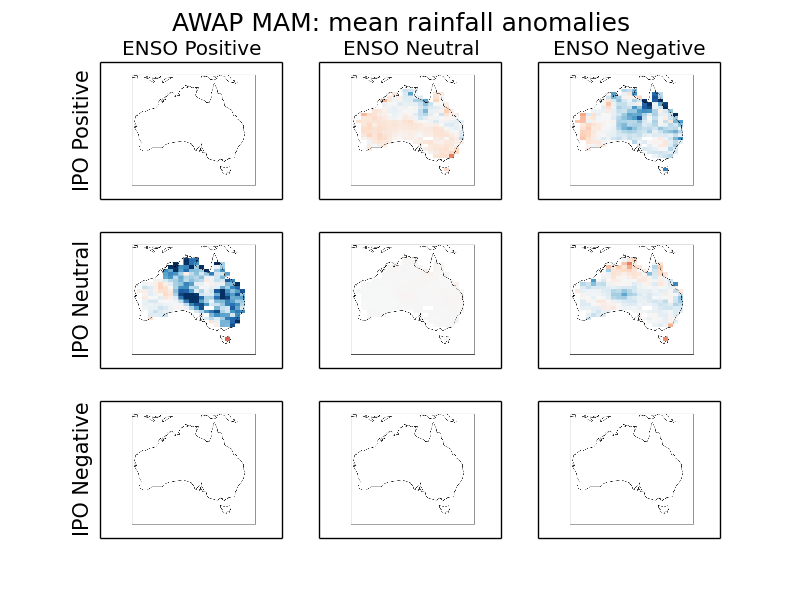 AWAP MAM: mean rainfall anomalies
ENSO Positive
ENSO Neutral
ENSO Negative
IPO Positive
IPO Neutral
IPO Negative